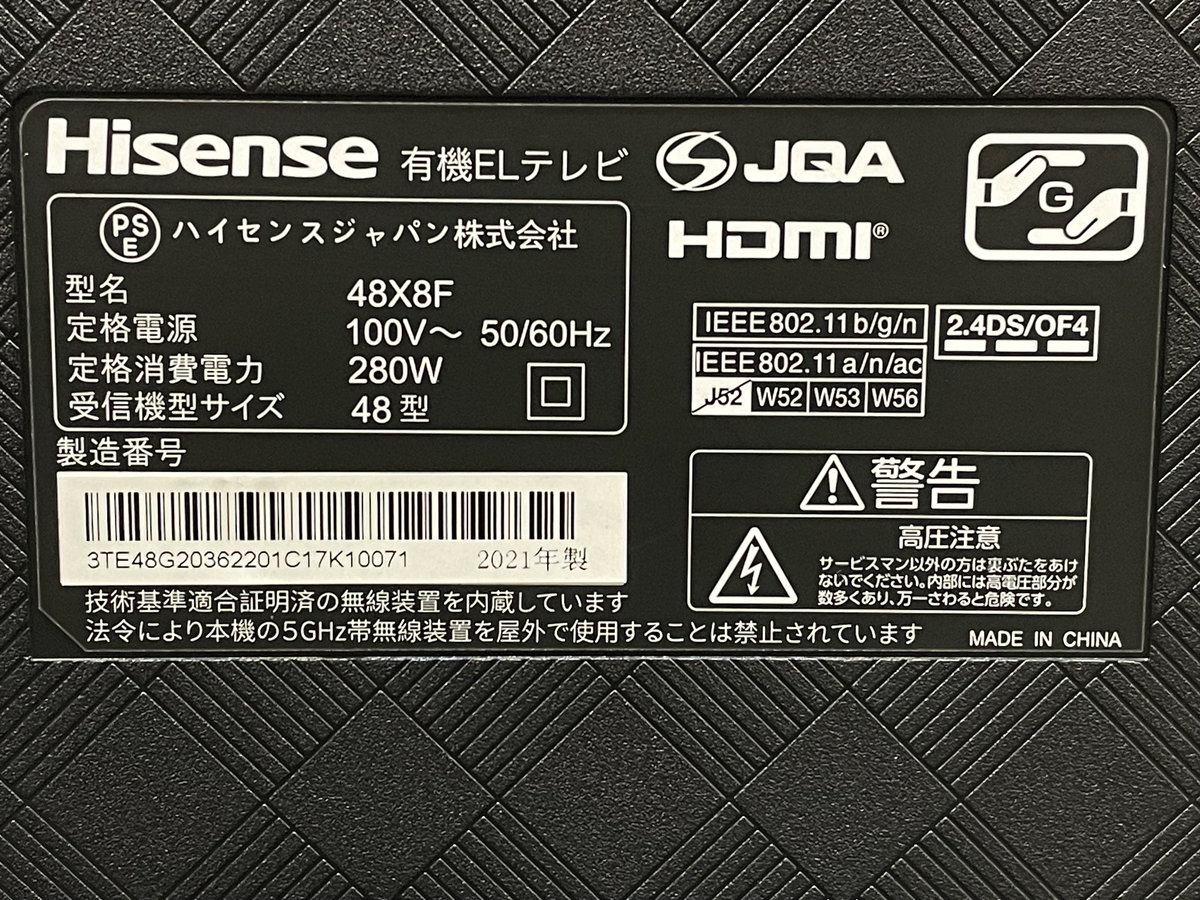 Hisense 有機ELテレビ
JQA
HDMI®
G
PSE ハイセンスジャパン株式会社
型名 48X8F
定格電源 100V～ 50/60Hz
定格消費電力 280W
受信機型サイズ 48型
製造番号
3TE48G20362201C17K10071 2021年製
IEEE802.11b/g/n
2.4DS/OF4
IEEE802.11a/n/ac
J52 W52 W53 W56
警告
高圧注意
サービスマン以外の方は裏ぶたをあけ
ないでください。内部には高電圧部分が
数多くあり、万一さわると危険です。
技術基準適合証明済の無線装置を内蔵しています
法令により本機の5GHz帯無線装置を屋外で使用することは禁止されています
MADE IN CHINA